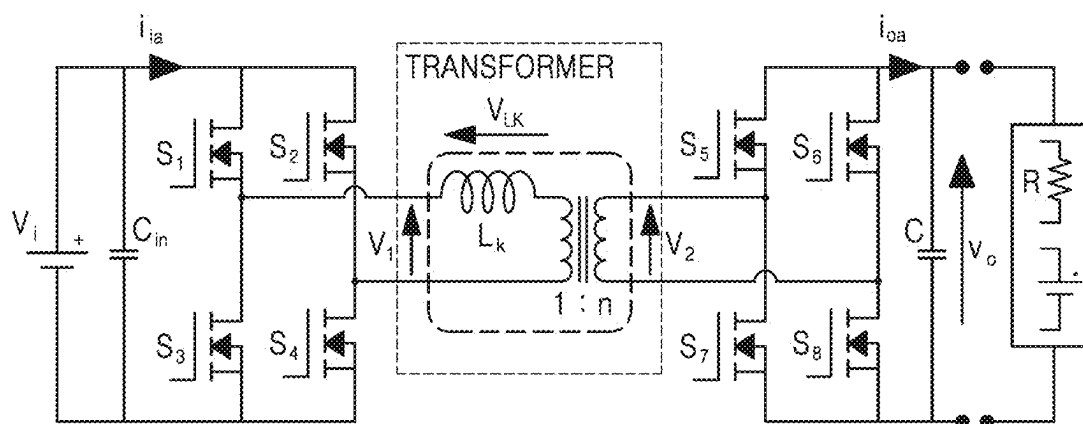 i_ia
i_oa
TRANSFORMER
V_LK
S_1
S_2
S_5
S_6
R
V_i
+
C_in
V_1
L_k
V_2
C
v_o
1 : n
S_3
S_4
S_7
S_8